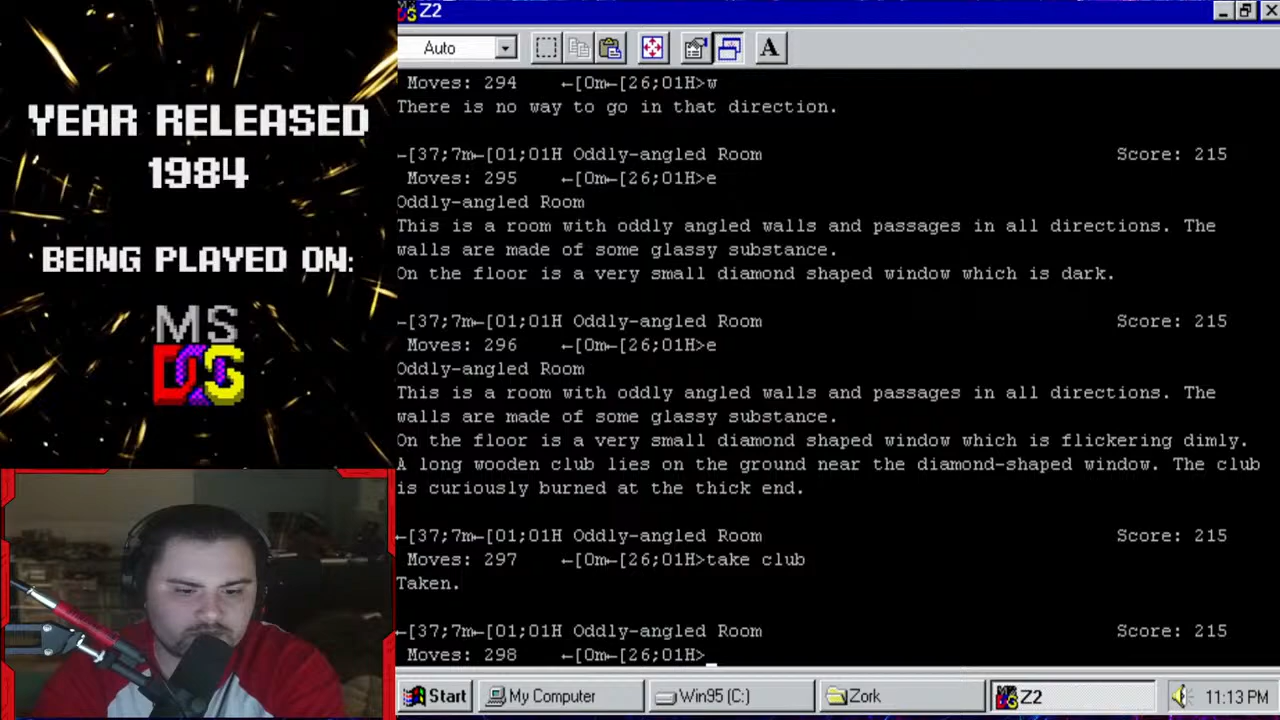 YEAR RELEASED
1984
BEING PLAYED ON:
MS
DOS
Z2
Auto
A
Moves: 294 ←[0m←[26;01H>w
There is no way to go in that direction.
←[37;7m←[01;01H Oddly-angled Room Score: 215
Moves: 295 ←[0m←[26;01H>e
Oddly-angled Room
This is a room with oddly angled walls and passages in all directions. The
walls are made of some glassy substance.
On the floor is a very small diamond shaped window which is dark.
←[37;7m←[01;01H Oddly-angled Room Score: 215
Moves: 296 ←[0m←[26;01H>e
Oddly-angled Room
This is a room with oddly angled walls and passages in all directions. The
walls are made of some glassy substance.
On the floor is a very small diamond shaped window which is flickering dimly.
A long wooden club lies on the ground near the diamond-shaped window. The club
is curiously burned at the thick end.
←[37;7m←[01;01H Oddly-angled Room Score: 215
Moves: 297 ←[0m←[26;01H>take club
Taken.
←[37;7m←[01;01H Oddly-angled Room Score: 215
Moves: 298 ←[0m←[26;01H>_
Start My Computer Win95 (C:) Zork Z2 11:13 PM